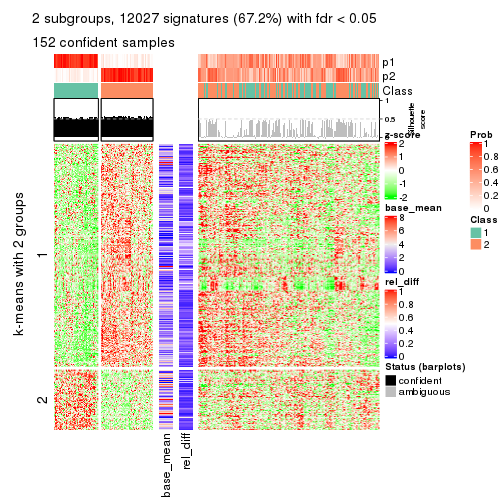 2 subgroups, 12027 signatures (67.2%) with fdr < 0.05
152 confident samples
p1
p2
Class
1
0.5
0
Silhouette
score
z-score
2
1
0
-1
-2
base_mean
8
6
4
2
0
rel_diff
1
0.8
0.6
0.4
0.2
0
Status (barplots)
confident
ambiguous
Prob
1
0.8
0.6
0.4
0.2
0
Class
1
2
k-means with 2 groups
1
2
base_mean
rel_diff